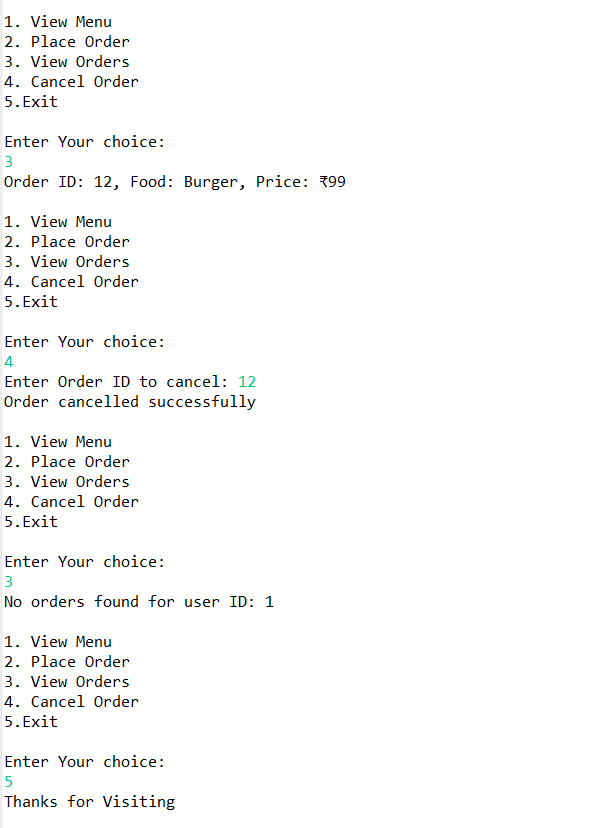 1. View Menu
2. Place Order
3. View Orders
4. Cancel Order
5.Exit
Enter Your choice:
3
Order ID: 12, Food: Burger, Price: ₹99
1. View Menu
2. Place Order
3. View Orders
4. Cancel Order
5.Exit
Enter Your choice:
4
Enter Order ID to cancel: 12
Order cancelled successfully
1. View Menu
2. Place Order
3. View Orders
4. Cancel Order
5.Exit
Enter Your choice:
3
No orders found for user ID: 1
1. View Menu
2. Place Order
3. View Orders
4. Cancel Order
5.Exit
Enter Your choice:
5
Thanks for Visiting